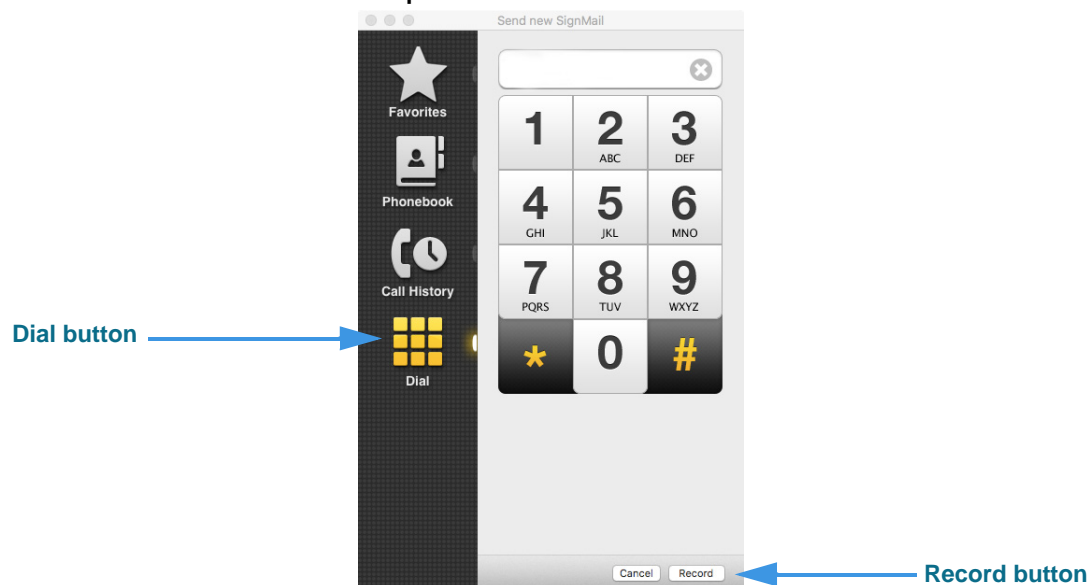 Send new SignMail
Favorites
Phonebook
Call History
Dial
1
2
ABC
3
DEF
4
GHI
5
JKL
6
MNO
7
PQRS
8
TUV
9
WXYZ
*
0
#
Dial button
Cancel
Record
Record button